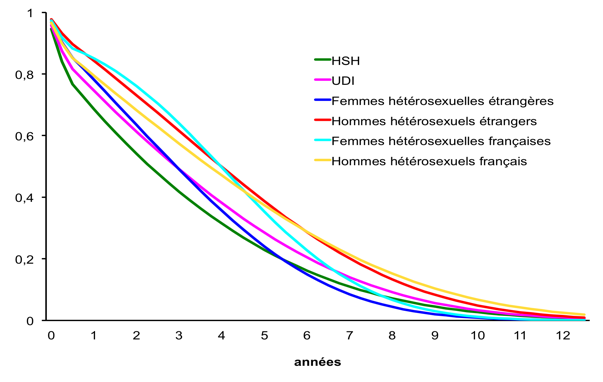 1
0,8
0,6
0,4
0,2
0
0 1 2 3 4 5 6 7 8 9 10 11 12
années
HSH
UDI
Femmes hétérosexuelles étrangères
Hommes hétérosexuels étrangers
Femmes hétérosexuelles françaises
Hommes hétérosexuels français